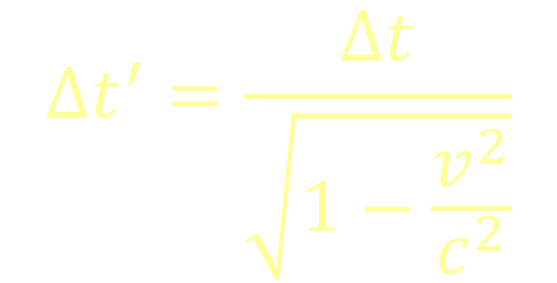 Δt′ = Δt / √(1 − v²/c²)